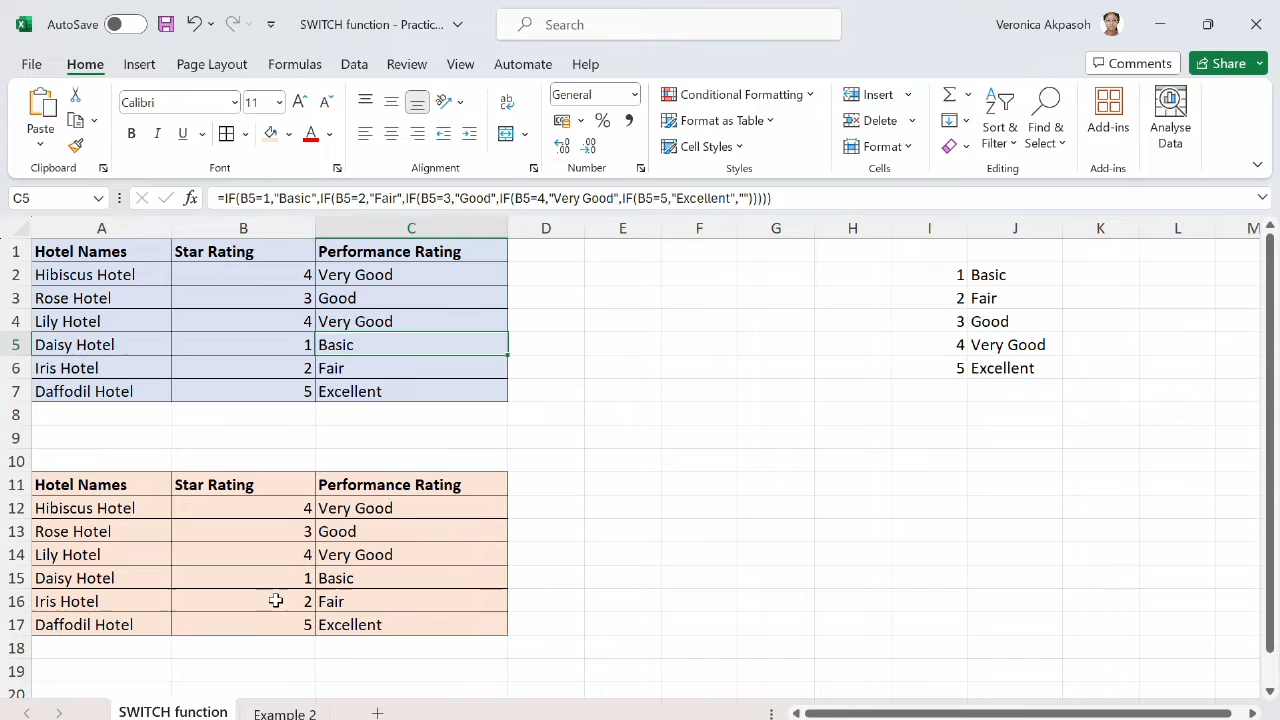 AutoSave SWITCH function - Practic... Search Veronica Akpasoh
File Home Insert Page Layout Formulas Data Review View Automate Help Comments Share
Paste Calibri 11 General Conditional Formatting Insert Sort & Find & Add-ins Analyse
B I U A % Format as Table Delete Filter Select Data
Cell Styles Format
Clipboard Font Alignment Number Styles Cells Editing Add-ins
C5 fx =IF(B5=1,"Basic",IF(B5=2,"Fair",IF(B5=3,"Good",IF(B5=4,"Very Good",IF(B5=5,"Excellent","")))))
A B C D E F G H I J K L M
1 Hotel Names Star Rating Performance Rating
2 Hibiscus Hotel 4 Very Good 1 Basic
3 Rose Hotel 3 Good 2 Fair
4 Lily Hotel 4 Very Good 3 Good
5 Daisy Hotel 1 Basic 4 Very Good
6 Iris Hotel 2 Fair 5 Excellent
7 Daffodil Hotel 5 Excellent
8
9
10
11 Hotel Names Star Rating Performance Rating
12 Hibiscus Hotel 4 Very Good
13 Rose Hotel 3 Good
14 Lily Hotel 4 Very Good
15 Daisy Hotel 1 Basic
16 Iris Hotel 2 Fair
17 Daffodil Hotel 5 Excellent
18
19
20
SWITCH function Example 2